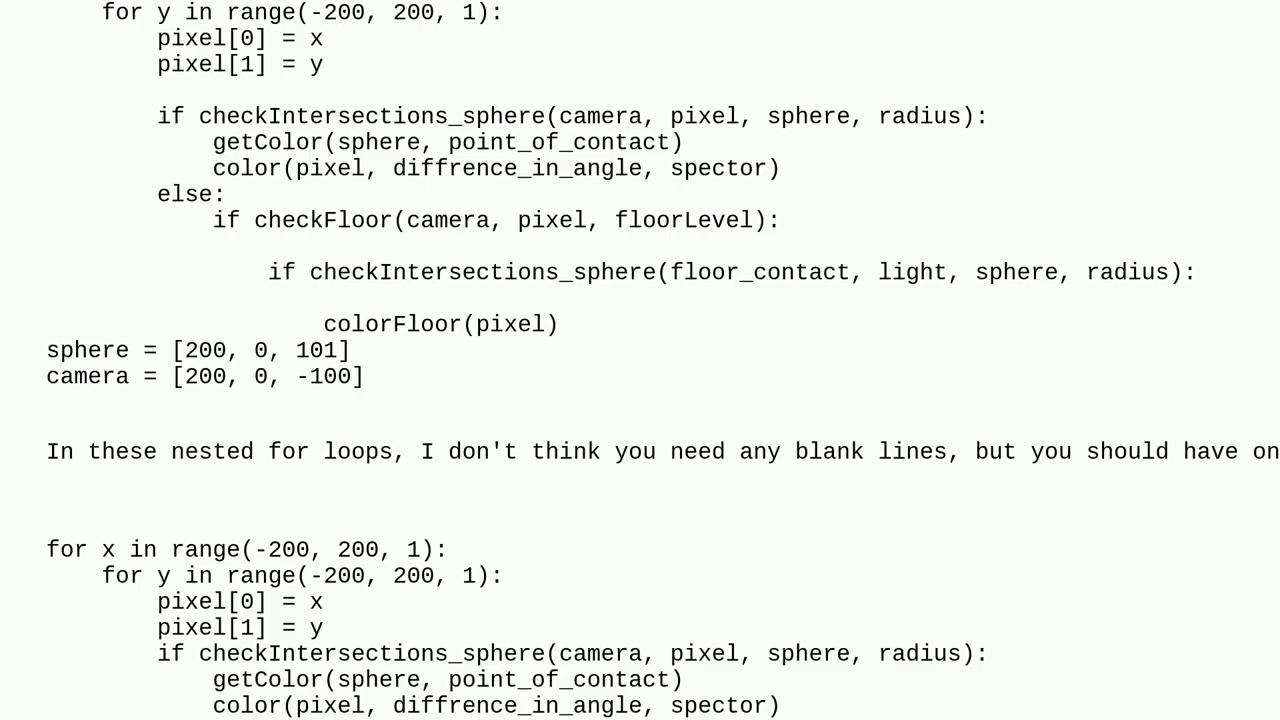 for y in range(-200, 200, 1):
pixel[0] = x
pixel[1] = y
if checkIntersections_sphere(camera, pixel, sphere, radius):
getColor(sphere, point_of_contact)
color(pixel, diffrence_in_angle, spector)
else:
if checkFloor(camera, pixel, floorLevel):
if checkIntersections_sphere(floor_contact, light, sphere, radius):
colorFloor(pixel)
sphere = [200, 0, 101]
camera = [200, 0, -100]
In these nested for loops, I don't think you need any blank lines, but you should have on
for x in range(-200, 200, 1):
for y in range(-200, 200, 1):
pixel[0] = x
pixel[1] = y
if checkIntersections_sphere(camera, pixel, sphere, radius):
getColor(sphere, point_of_contact)
color(pixel, diffrence_in_angle, spector)